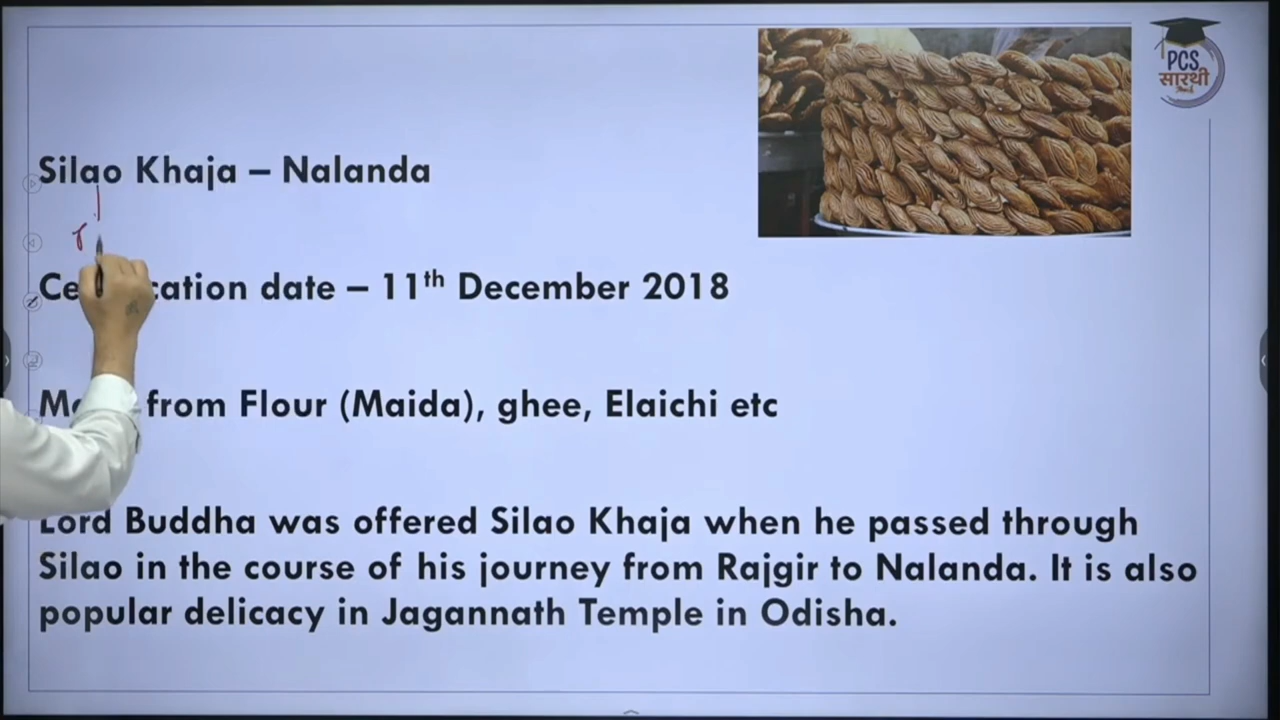 PCS
सारथी
Silao Khaja – Nalanda
date – 11th December 2018
from Flour (Maida), ghee, Elaichi etc
Lord Buddha was offered Silao Khaja when he passed through
Silao in the course of his journey from Rajgir to Nalanda. It is also
popular delicacy in Jagannath Temple in Odisha.